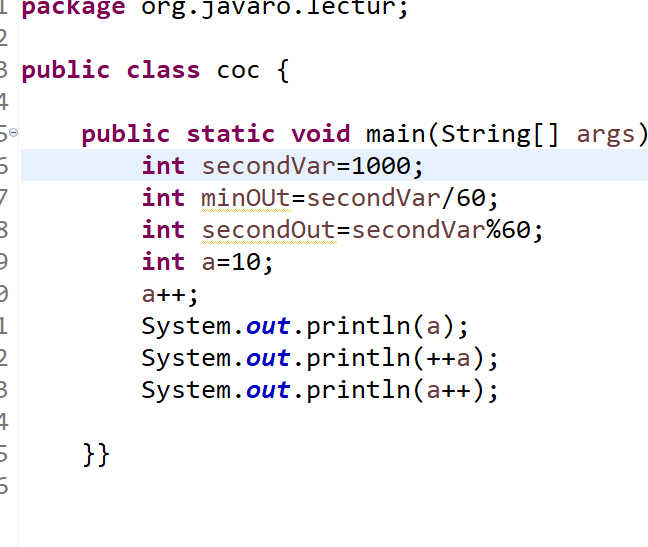 1 package org.javaro.lectur;
2
3 public class coc {
4
5 public static void main(String[] args)
6 int secondVar=1000;
7 int minOUt=secondVar/60;
8 int secondOut=secondVar%60;
9 int a=10;
0 a++;
1 System.out.println(a);
2 System.out.println(++a);
3 System.out.println(a++);
4
5 }}
6